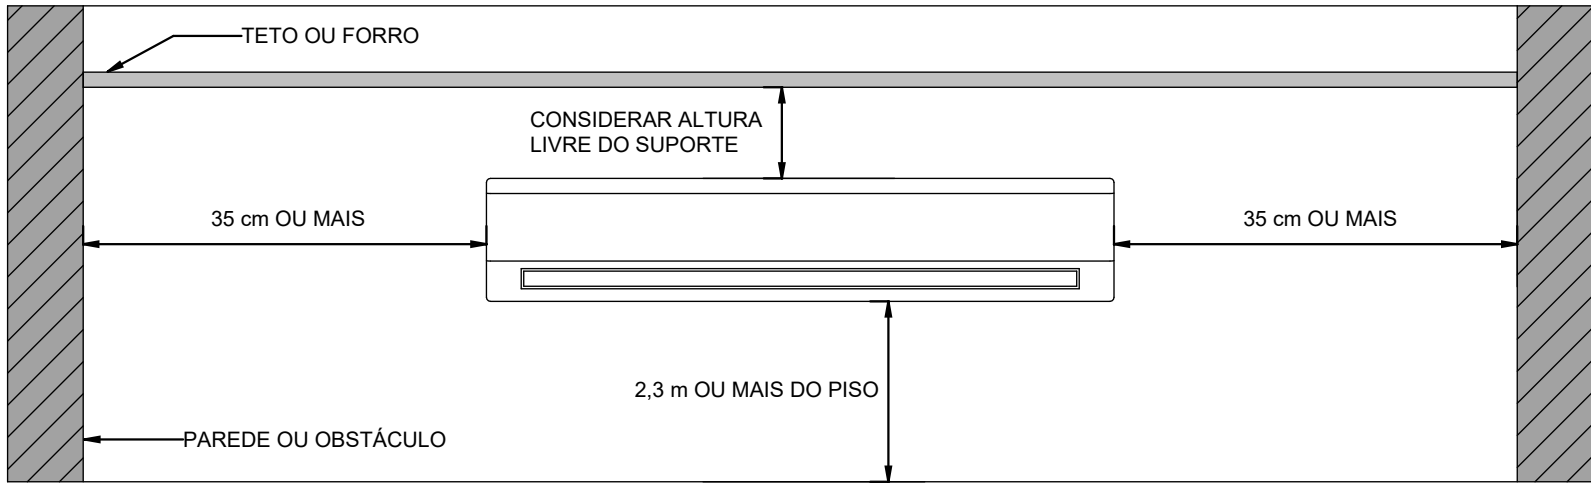 TETO OU FORRO
CONSIDERAR ALTURA
LIVRE DO SUPORTE
35 cm OU MAIS
35 cm OU MAIS
2,3 m OU MAIS DO PISO
PAREDE OU OBSTÁCULO